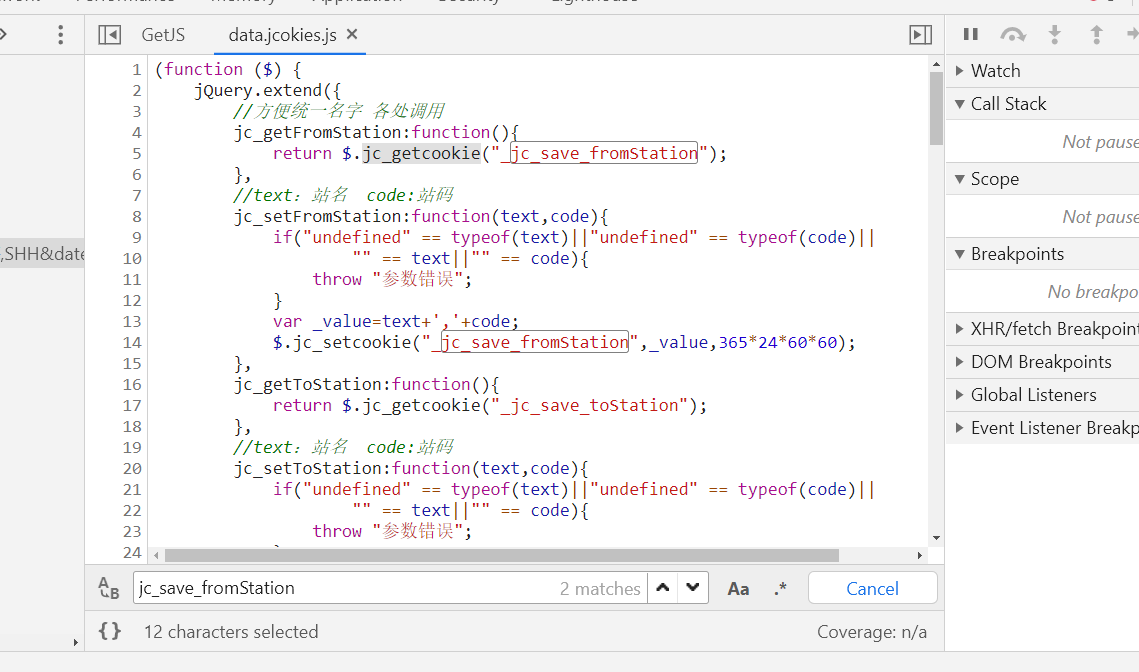 Application
Lighthouse
GetJS data.jcokies.js ×
1 (function ($) {
2 jQuery.extend({
3 //方便统一名字 各处调用
4 jc_getFromStation:function(){
5 return $.jc_getcookie("_jc_save_fromStation");
6 },
7 //text：站名 code:站码
8 jc_setFromStation:function(text,code){
9 if("undefined" == typeof(text)||"undefined" == typeof(code)||
10 "" == text||"" == code){
11 throw "参数错误";
12 }
13 var _value=text+','+code;
14 $.jc_setcookie("_jc_save_fromStation",_value,365*24*60*60);
15 },
16 jc_getToStation:function(){
17 return $.jc_getcookie("_jc_save_toStation");
18 },
19 //text：站名 code:站码
20 jc_setToStation:function(text,code){
21 if("undefined" == typeof(text)||"undefined" == typeof(code)||
22 "" == text||"" == code){
23 throw "参数错误";
24
,SHH&date
jc_save_fromStation 2 matches Aa .* Cancel
{} 12 characters selected Coverage: n/a
Watch
Call Stack
Not pause
Scope
Not pause
Breakpoints
No breakpo
XHR/fetch Breakpoint
DOM Breakpoints
Global Listeners
Event Listener Breakp